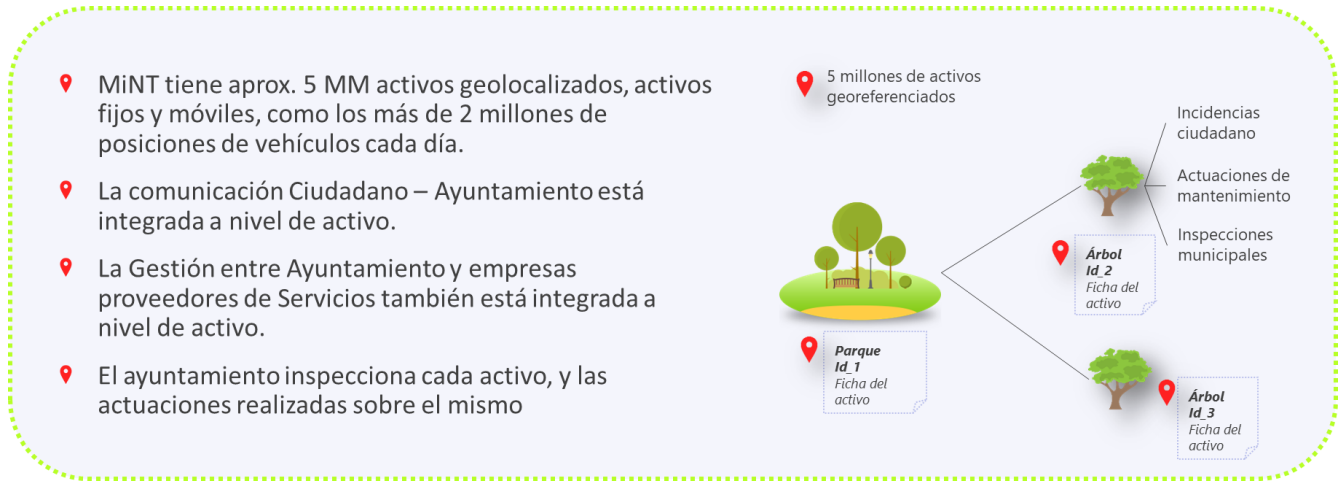 MiNT tiene aprox. 5 MM activos geolocalizados, activos
fijos y móviles, como los más de 2 millones de
posiciones de vehículos cada día.
La comunicación Ciudadano – Ayuntamiento está
integrada a nivel de activo.
La Gestión entre Ayuntamiento y empresas
proveedores de Servicios también está integrada a
nivel de activo.
El ayuntamiento inspecciona cada activo, y las
actuaciones realizadas sobre el mismo
5 millones de activos
georeferenciados
Incidencias
ciudadano
Actuaciones de
mantenimiento
Inspecciones
municipales
Árbol
Id_2
Ficha del
activo
Parque
Id_1
Ficha del
activo
Árbol
Id_3
Ficha del
activo